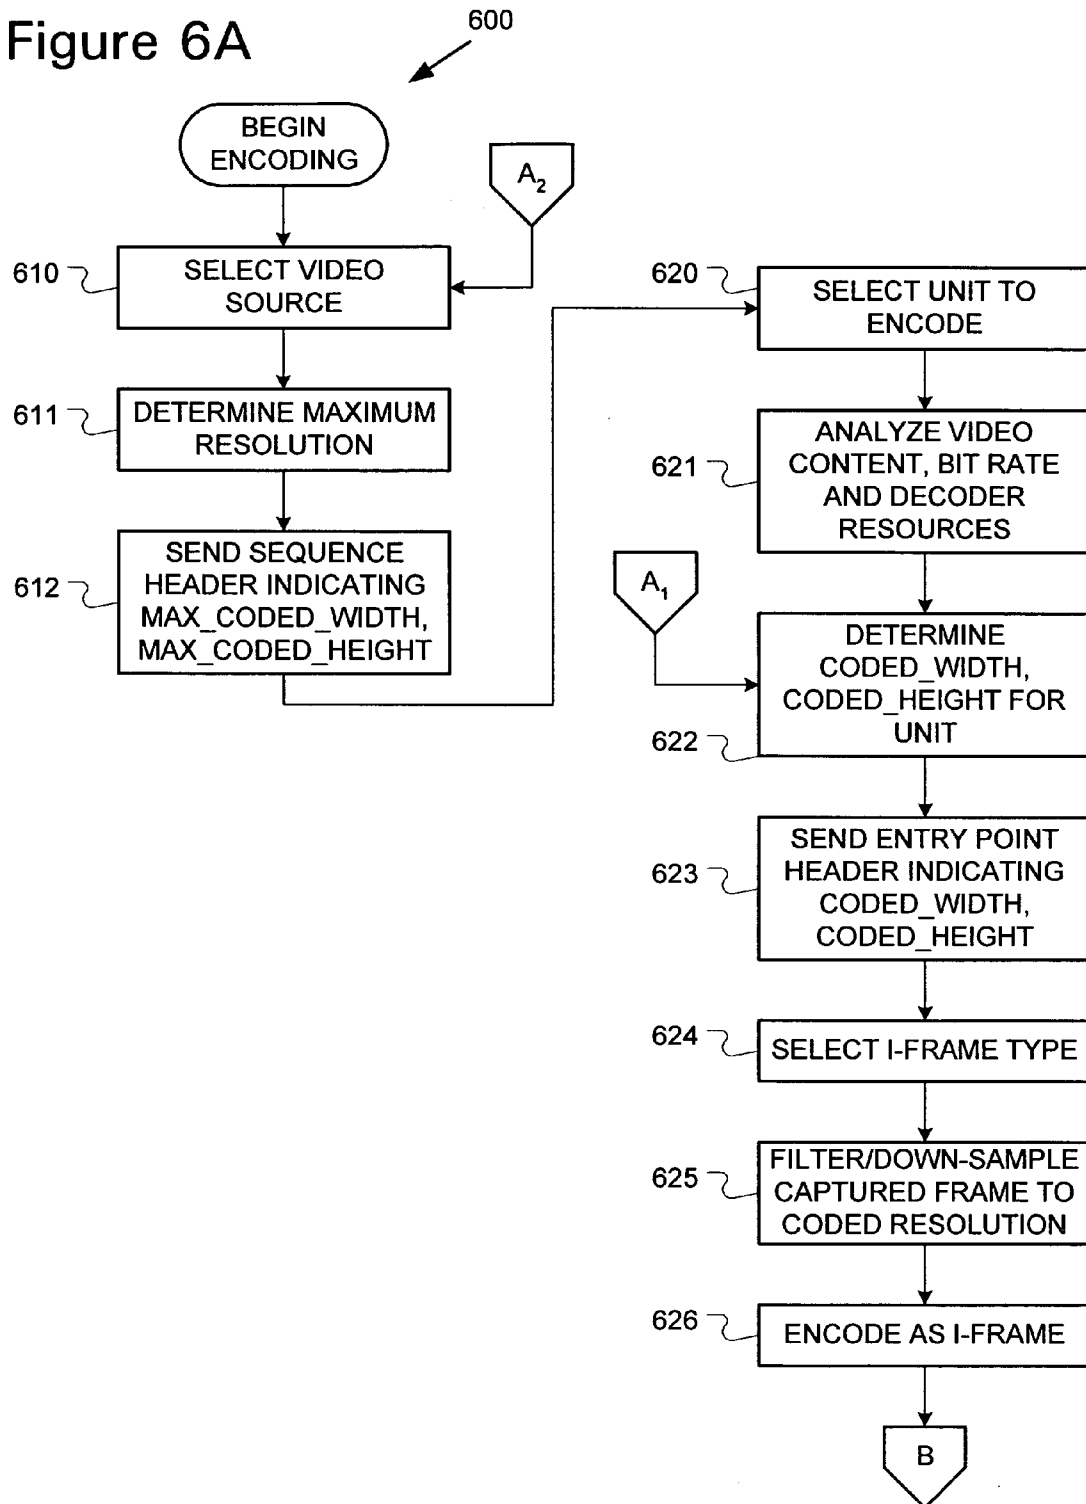 Figure 6A
600
BEGIN
ENCODING
A2
610
SELECT VIDEO
SOURCE
611
DETERMINE MAXIMUM
RESOLUTION
612
SEND SEQUENCE
HEADER INDICATING
MAX_CODED_WIDTH,
MAX_CODED_HEIGHT
620
SELECT UNIT TO
ENCODE
621
ANALYZE VIDEO
CONTENT, BIT RATE
AND DECODER
RESOURCES
A1
622
DETERMINE
CODED_WIDTH,
CODED_HEIGHT FOR
UNIT
623
SEND ENTRY POINT
HEADER INDICATING
CODED_WIDTH,
CODED_HEIGHT
624
SELECT I-FRAME TYPE
625
FILTER/DOWN-SAMPLE
CAPTURED FRAME TO
CODED RESOLUTION
626
ENCODE AS I-FRAME
B